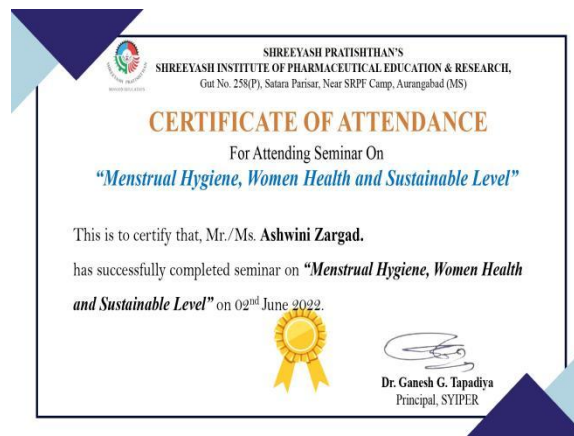 SHREEYASH PRATISHTHAN'S
SHREEYASH INSTITUTE OF PHARMACEUTICAL EDUCATION & RESEARCH,
Gut No. 258(P), Satara Parisar, Near SRPF Camp, Aurangabad (MS)
CERTIFICATE OF ATTENDANCE
For Attending Seminar On
“Menstrual Hygiene, Women Health and Sustainable Level”
This is to certify that, Mr./Ms. Ashwini Zargad.
has successfully completed seminar on “Menstrual Hygiene, Women Health
and Sustainable Level” on 02nd June 2022.
Dr. Ganesh G. Tapadiya
Principal, SYIPER